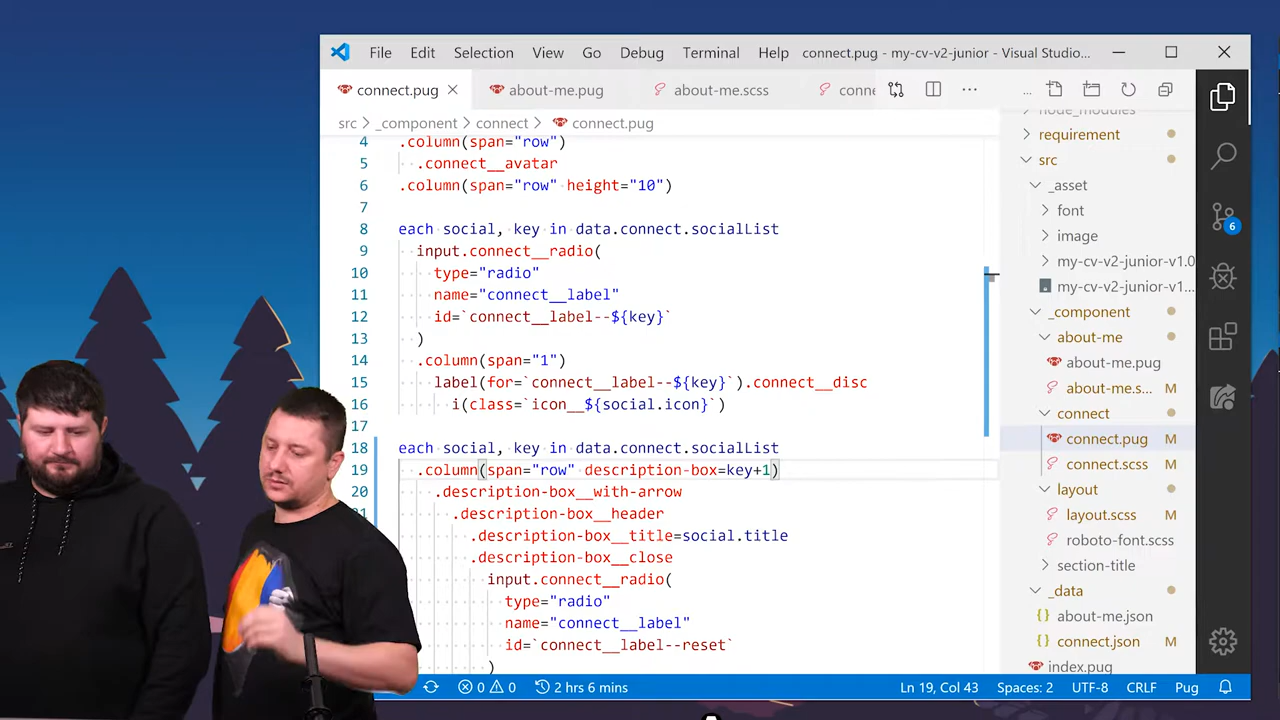 File Edit Selection View Go Debug Terminal Help connect.pug - my-cv-v2-junior - Visual Studio...
connect.pug about-me.pug about-me.scss conne ...
src _component connect connect.pug
4 .column(span="row")
5 .connect__avatar
6 .column(span="row" height="10")
7
8 each social, key in data.connect.socialList
9 input.connect__radio(
10 type="radio"
11 name="connect__label"
12 id=`connect__label--${key}`
13 )
14 .column(span="1")
15 label(for=`connect__label--${key}`).connect__disc
16 i(class=`icon__${social.icon}`)
17
18 each social, key in data.connect.socialList
19 .column(span="row" description-box=key+1)
20 .description-box__with-arrow
21 .description-box__header
.description-box__title=social.title
.description-box__close
input.connect__radio(
type="radio"
name="connect__label"
id=`connect__label--reset`
)
...
node_modules
requirement
src
_asset
font
image
my-cv-v2-junior-v1.0
my-cv-v2-junior-v1...
_component
about-me
about-me.pug
about-me.s... M
connect
connect.pug M
connect.scss M
layout
layout.scss M
roboto-font.scss
section-title
_data
about-me.json
connect.json M
index.pug
6
0 0 2 hrs 6 mins Ln 19, Col 43 Spaces: 2 UTF-8 CRLF Pug